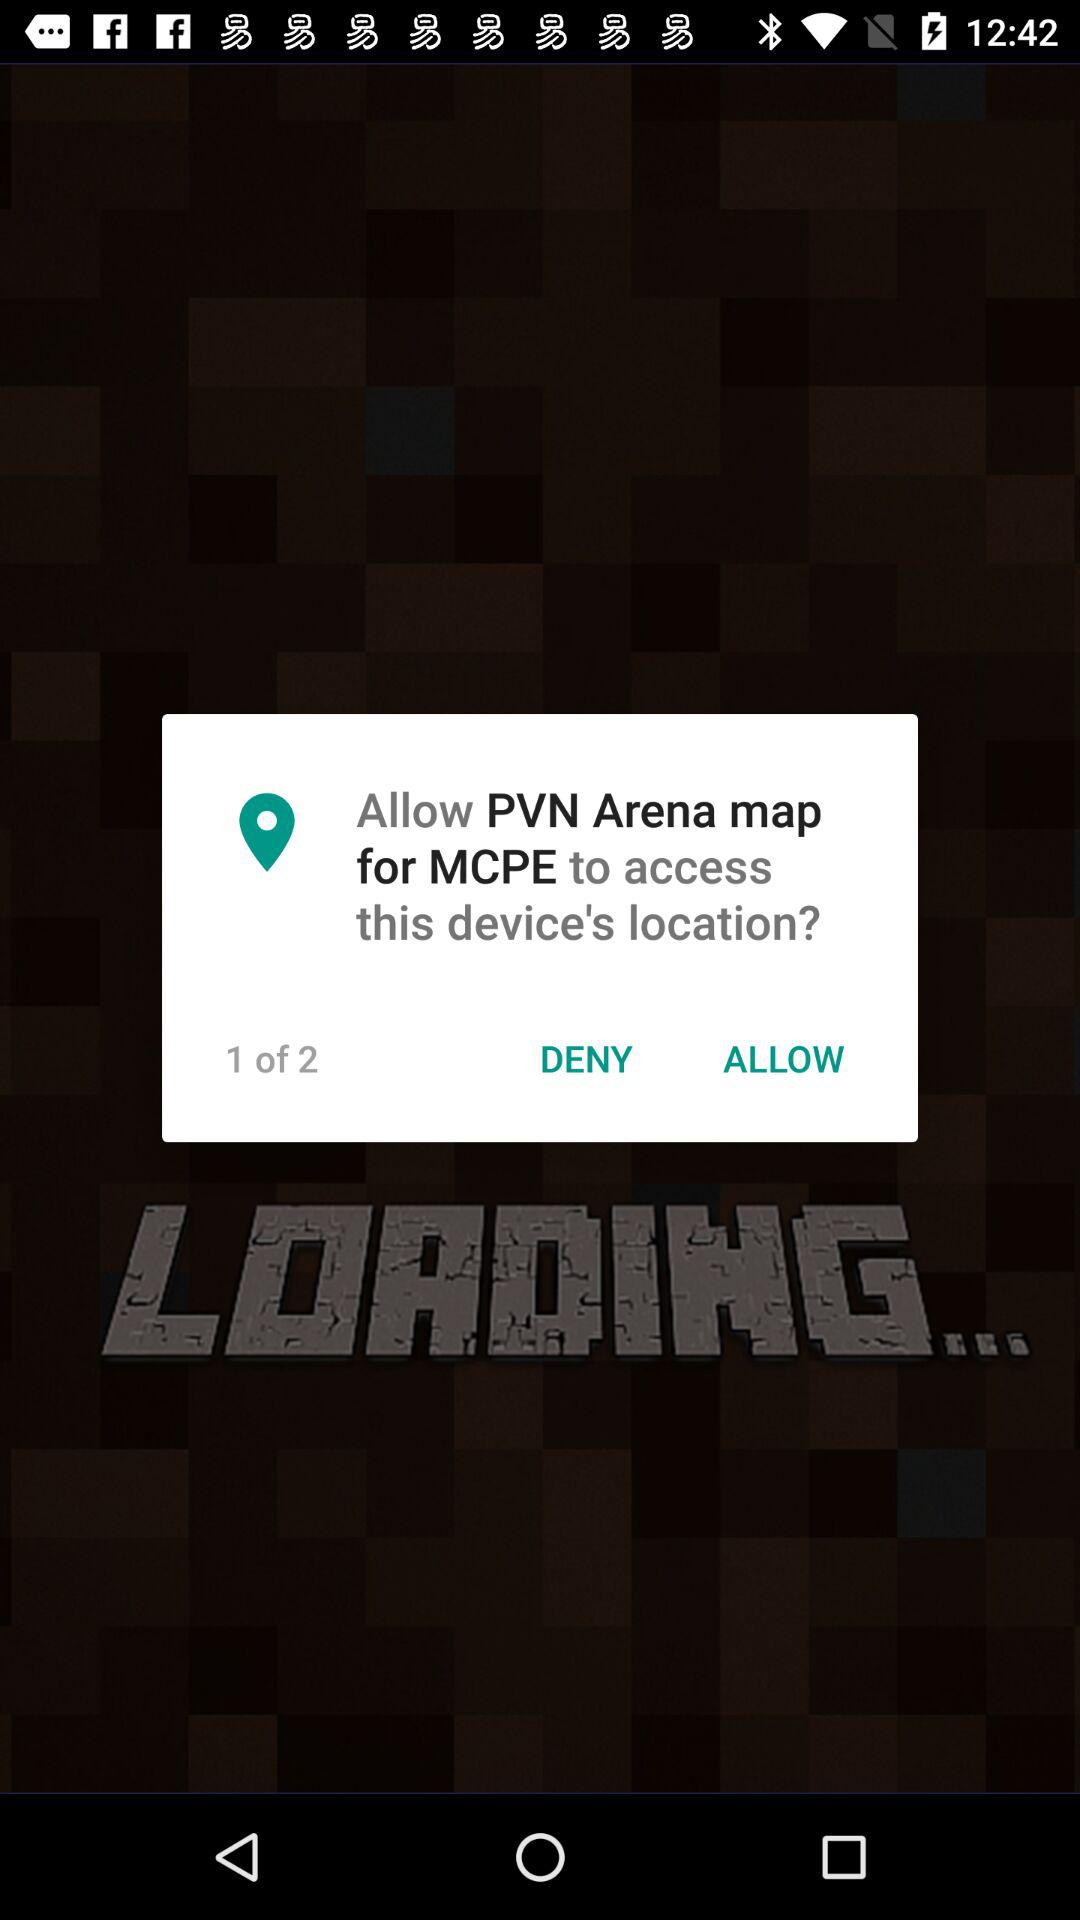 12:42
Allow PVN Arena map
for MCPE to access
this device's location?
1 of 2 DENY ALLOW
LOADING...